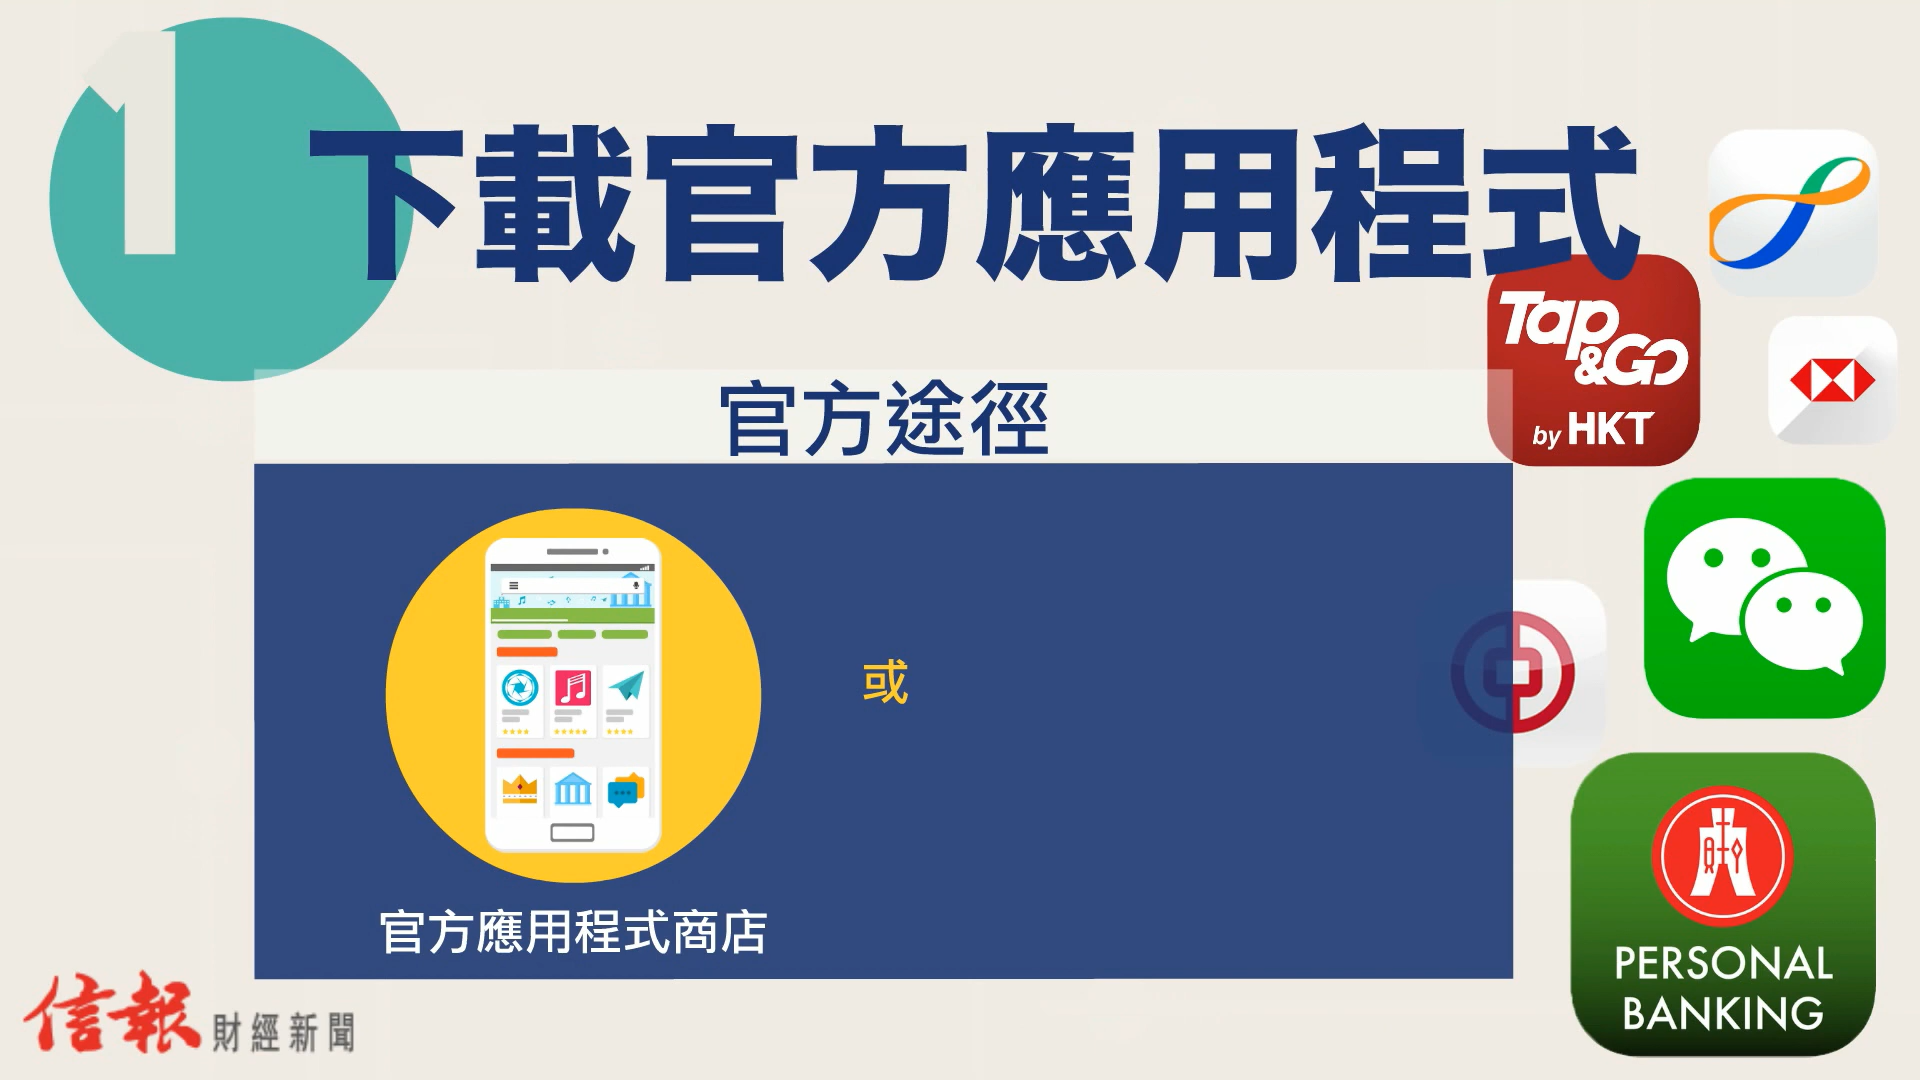 1
下載官方應用程式
Tap
&GO
by HKT
官方途徑
或
官方應用程式商店
PERSONAL
BANKING
信報財經新聞